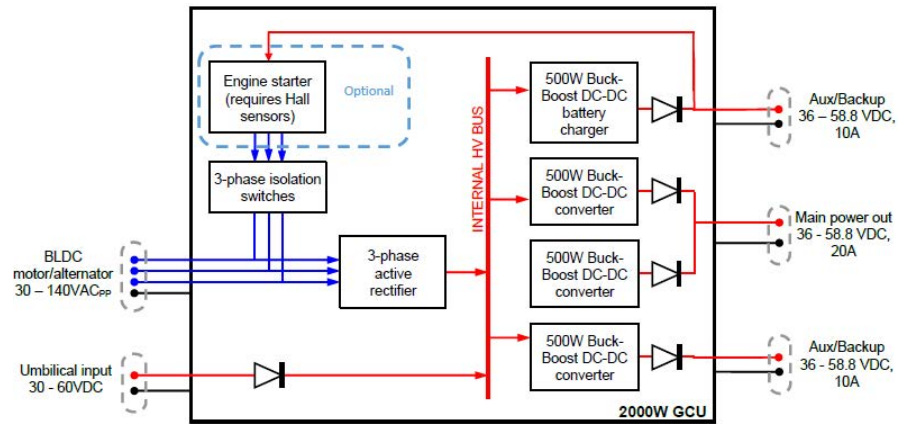 Engine starter
(requires Hall
sensors)
Optional
3-phase isolation
switches
BLDC
motor/alternator
30 – 140VACPP
3-phase
active
rectifier
Umbilical input
30 - 60VDC
INTERNAL HV BUS
500W Buck-
Boost DC-DC
battery
charger
500W Buck-
Boost DC-DC
converter
500W Buck-
Boost DC-DC
converter
500W Buck-
Boost DC-DC
converter
Aux/Backup
36 – 58.8 VDC,
10A
Main power out
36 - 58.8 VDC,
20A
Aux/Backup
36 - 58.8 VDC,
10A
2000W GCU